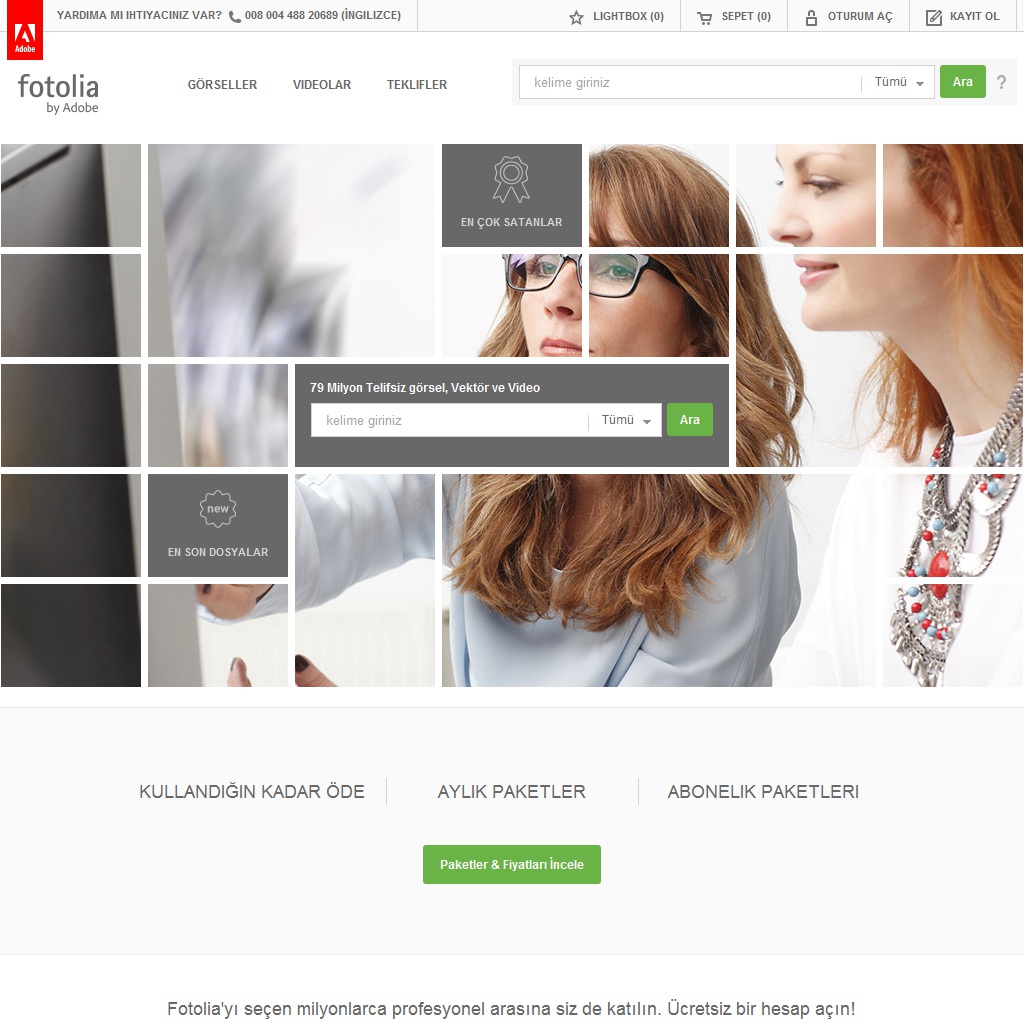 YARDIMA MI IHTIYACINIZ VAR? 008 004 488 20689 (İNGILIZCE)
LIGHTBOX (0)
SEPET (0)
OTURUM AÇ
KAYIT OL
Adobe
fotolia
by Adobe
GÖRSELLER
VIDEOLAR
TEKLIFLER
kelime giriniz
Tümü
Ara
?
EN ÇOK SATANLAR
79 Milyon Telifsiz görsel, Vektör ve Video
kelime giriniz
Tümü
Ara
new
EN SON DOSYALAR
KULLANDIĞIN KADAR ÖDE
AYLIK PAKETLER
ABONELIK PAKETLERI
Paketler & Fiyatları İncele
Fotolia'yı seçen milyonlarca profesyonel arasına siz de katılın. Ücretsiz bir hesap açın!